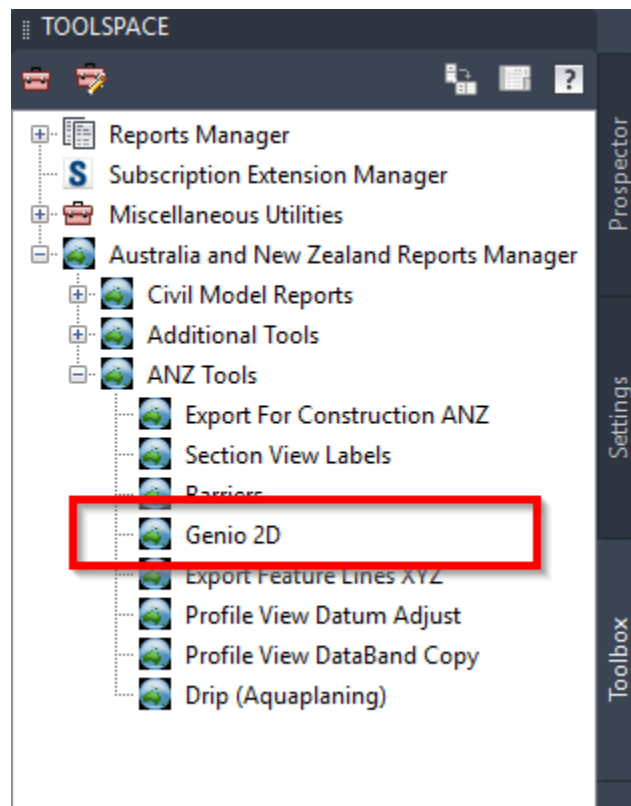 TOOLSPACE
?
Reports Manager
S Subscription Extension Manager
Miscellaneous Utilities
Australia and New Zealand Reports Manager
Civil Model Reports
Additional Tools
ANZ Tools
Export For Construction ANZ
Section View Labels
Barriers
Genio 2D
Export Feature Lines XYZ
Profile View Datum Adjust
Profile View DataBand Copy
Drip (Aquaplaning)
Prospector
Settings
Toolbox